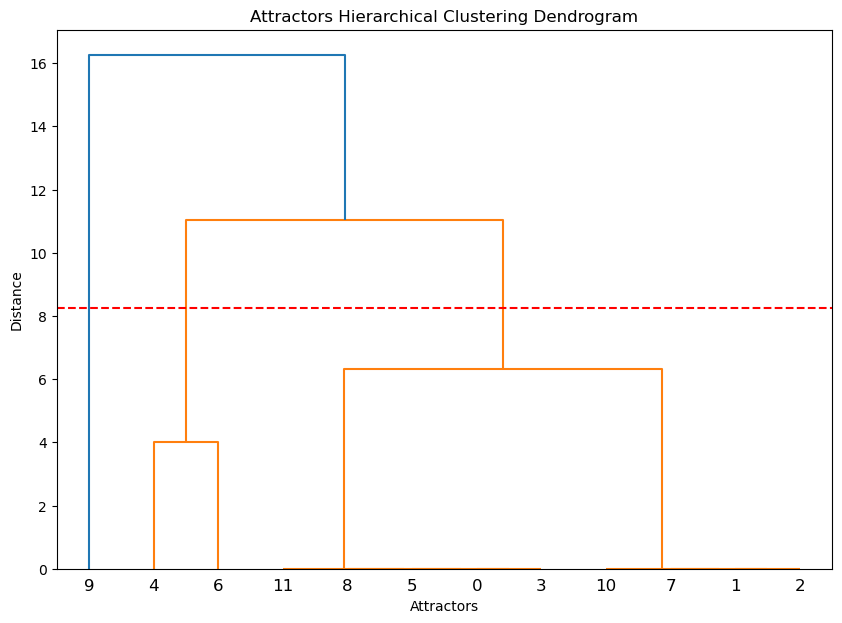 Attractors Hierarchical Clustering Dendrogram
16
14
12
10
8
6
4
2
0
Distance
9 4 6 11 8 5 0 3 10 7 1 2
Attractors